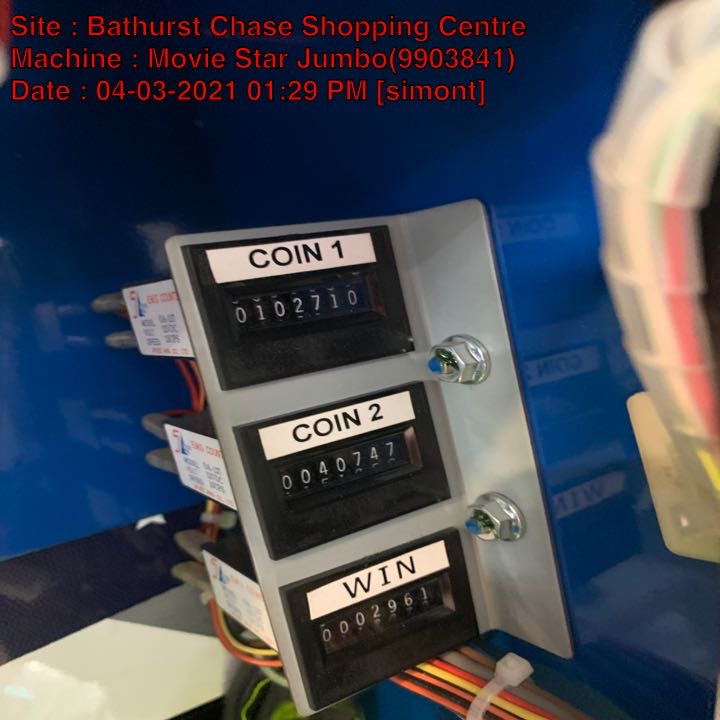 Site : Bathurst Chase Shopping Centre
Machine : Movie Star Jumbo(9903841)
Date : 04-03-2021 01:29 PM [simont]
COIN 1
0102710
COIN 2
0040747
WIN
0002961